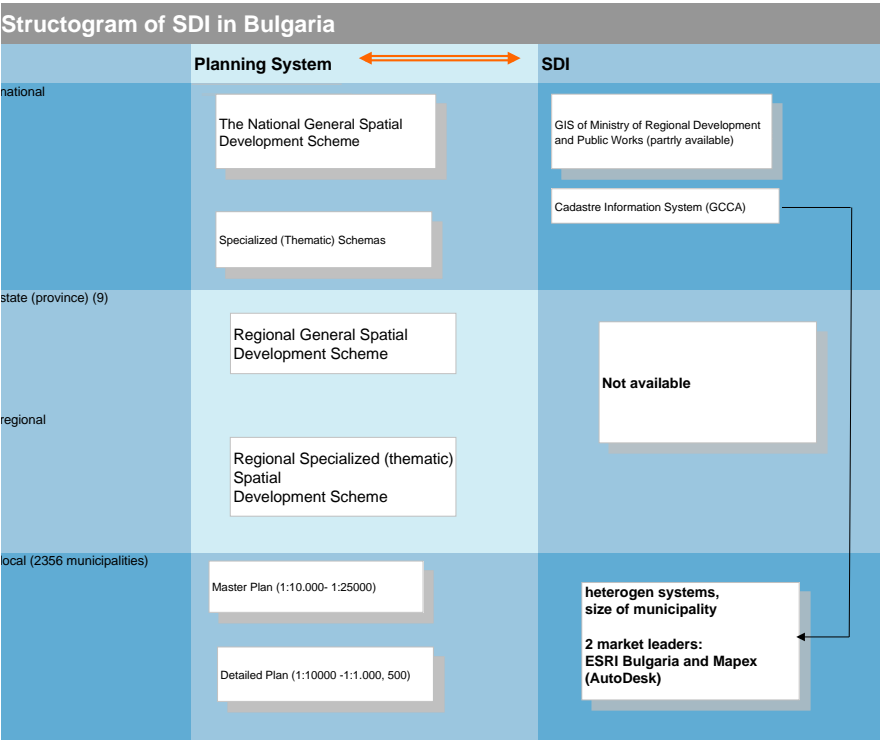 Structogram of SDI in Bulgaria
Planning System
SDI
national
The National General Spatial
Development Scheme
GIS of Ministry of Regional Development
and Public Works (partrly available)
Cadastre Information System (GCCA)
Specialized (Thematic) Schemas
state (province) (9)
Regional General Spatial
Development Scheme
Not available
regional
Regional Specialized (thematic)
Spatial
Development Scheme
local (2356 municipalities)
Master Plan (1:10.000- 1:25000)
heterogen systems,
size of municipality
2 market leaders:
ESRI Bulgaria and Mapex
(AutoDesk)
Detailed Plan (1:10000 -1:1.000, 500)